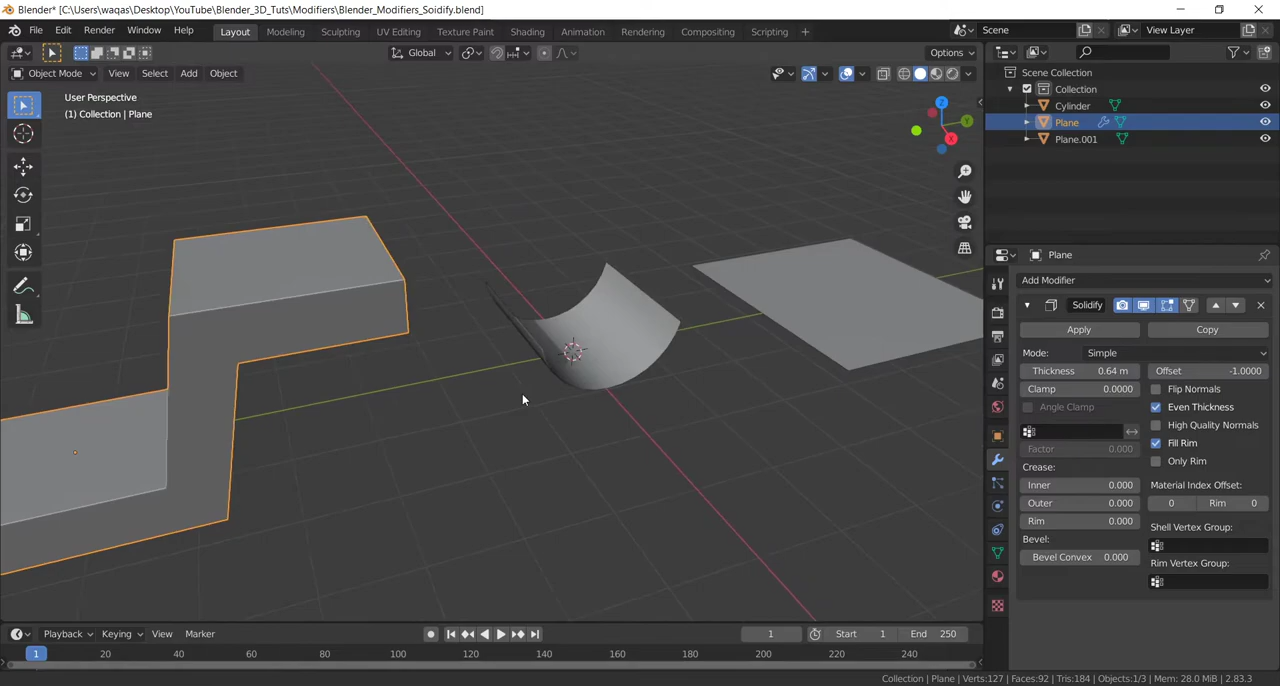 Blender* [C:\Users\waqas\Desktop\YouTube\Blender_3D_Tuts\Modifiers\Blender_Modifiers_Soidify.blend]
File Edit Render Window Help Layout Modeling Sculpting UV Editing Texture Paint Shading Animation Rendering Compositing Scripting + Scene View Layer
Global Options
Object Mode View Select Add Object
User Perspective
(1) Collection | Plane
Z
Y
X
Scene Collection
Collection
Cylinder
Plane
Plane.001
Plane
Add Modifier
Solidify
Apply Copy
Mode: Simple
Thickness 0.64 m Offset -1.0000
Clamp 0.0000 Flip Normals
Angle Clamp Even Thickness
High Quality Normals
Factor 0.000 Fill Rim
Crease: Only Rim
Inner 0.000 Material Index Offset:
Outer 0.000 0 Rim 0
Rim 0.000 Shell Vertex Group:
Bevel:
Bevel Convex 0.000 Rim Vertex Group:
Playback Keying View Marker 1 Start 1 End 250
1 20 40 60 80 100 120 140 160 180 200 220 240
Collection | Plane | Verts:127 | Faces:92 | Tris:184 | Objects:1/3 | Mem: 28.0 MiB | 2.83.3